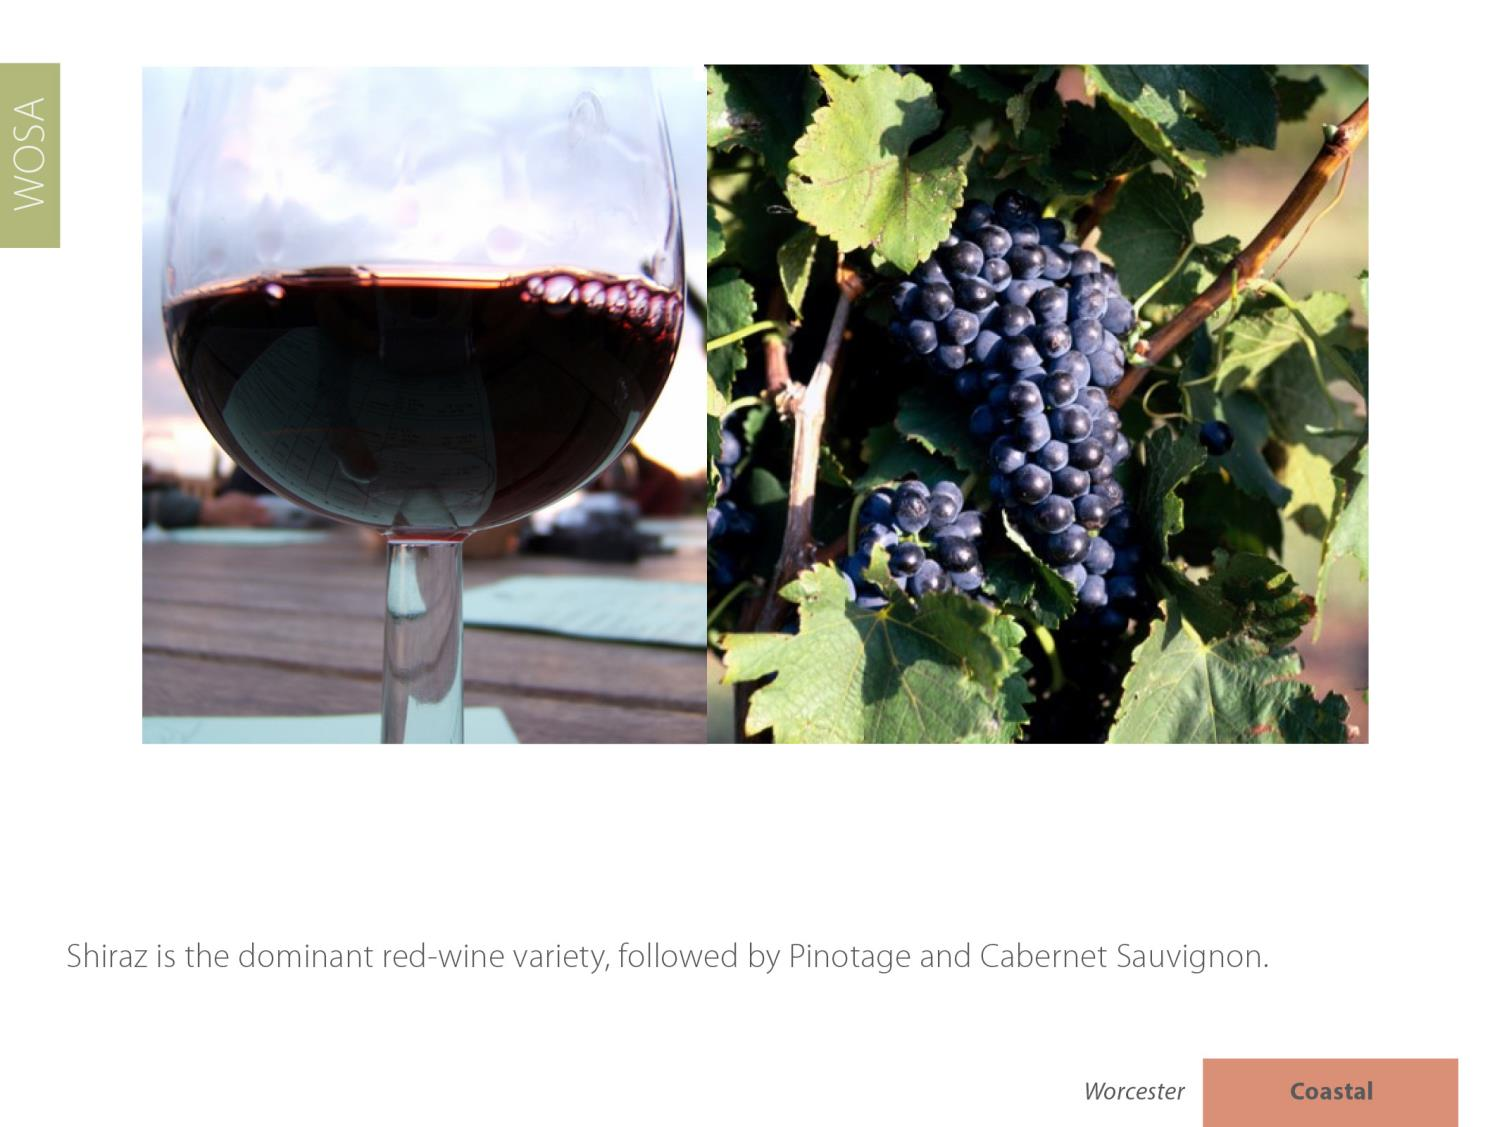 WOSA
Shiraz is the dominant red-wine variety, followed by Pinotage and Cabernet Sauvignon.
Worcester
Coastal